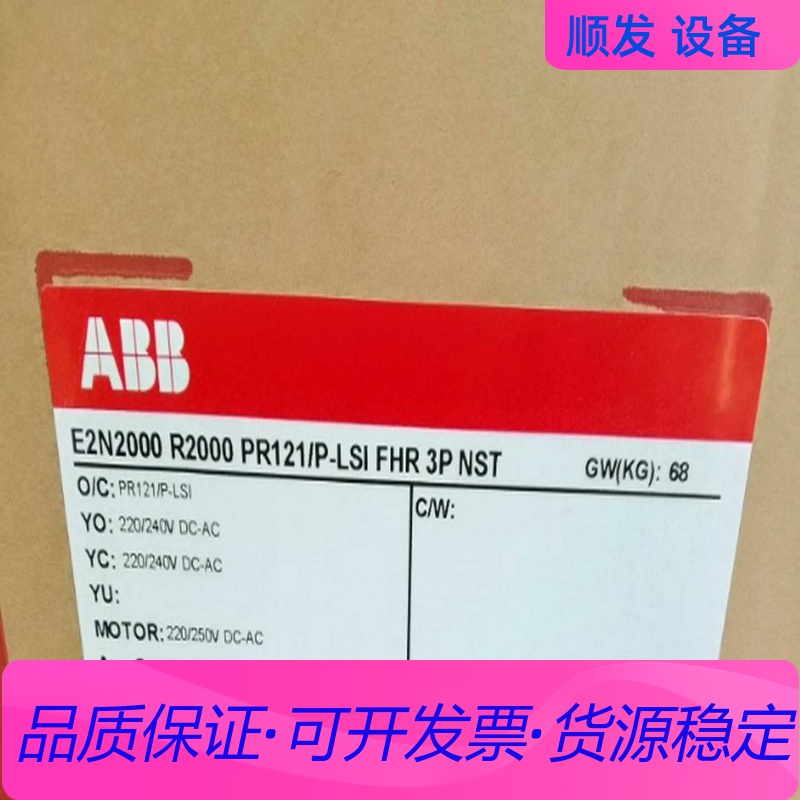 顺发 设备
ABB
E2N2000 R2000 PR121/P-LSI FHR 3P NST GW(KG): 68
O/C: PR121/P-LSI
C/W:
YO: 220/240V DC-AC
YC: 220/240V DC-AC
YU:
MOTOR: 220/250V DC-AC
品质保证·可开发票·货源稳定